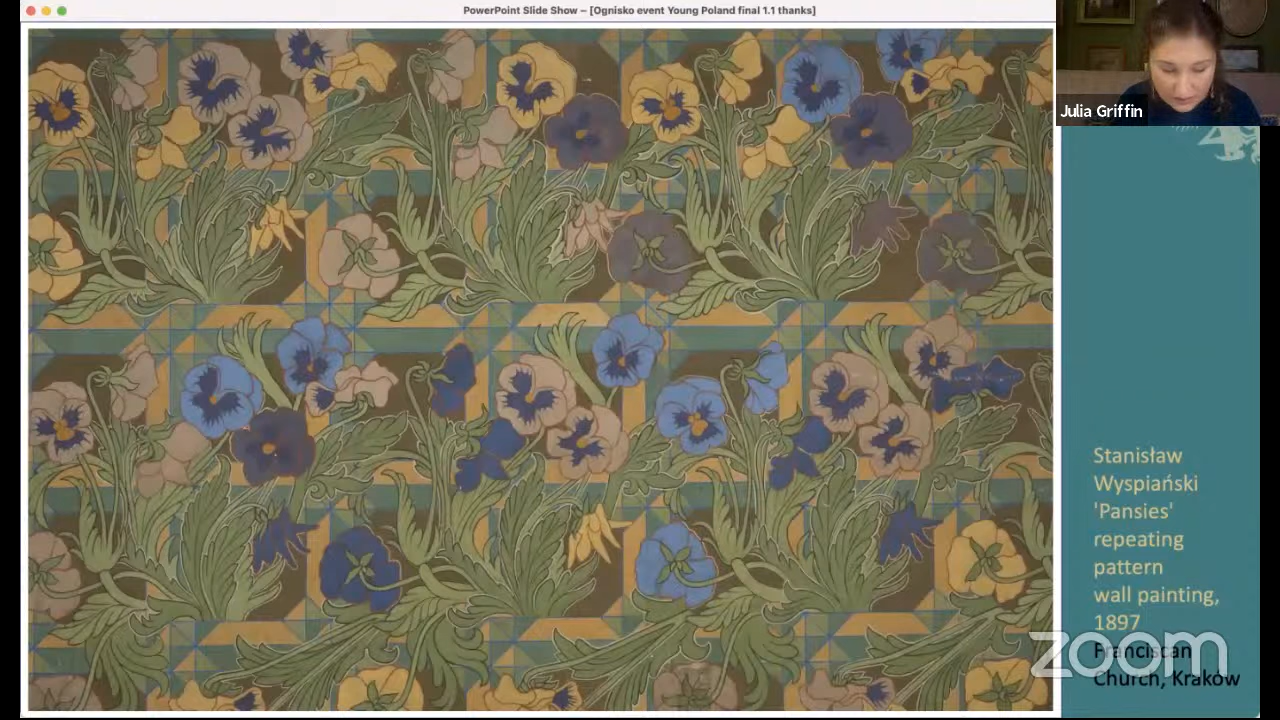 PowerPoint Slide Show – [Ognisko event Young Poland final 1.1 thanks]
Julia Griffin
Stanisław
Wyspiański
'Pansies'
repeating
pattern
wall painting,
1897
Franciscan
Church, Kraków
zoom